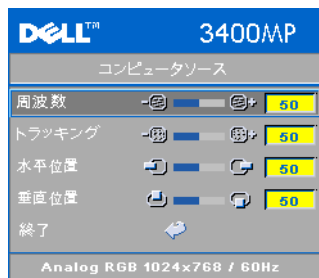 DELL™ 3400MP
コンピュータソース
周波数 - + 50
トラッキング - + 50
水平位置 50
垂直位置 50
終了
Analog RGB 1024x768 / 60Hz